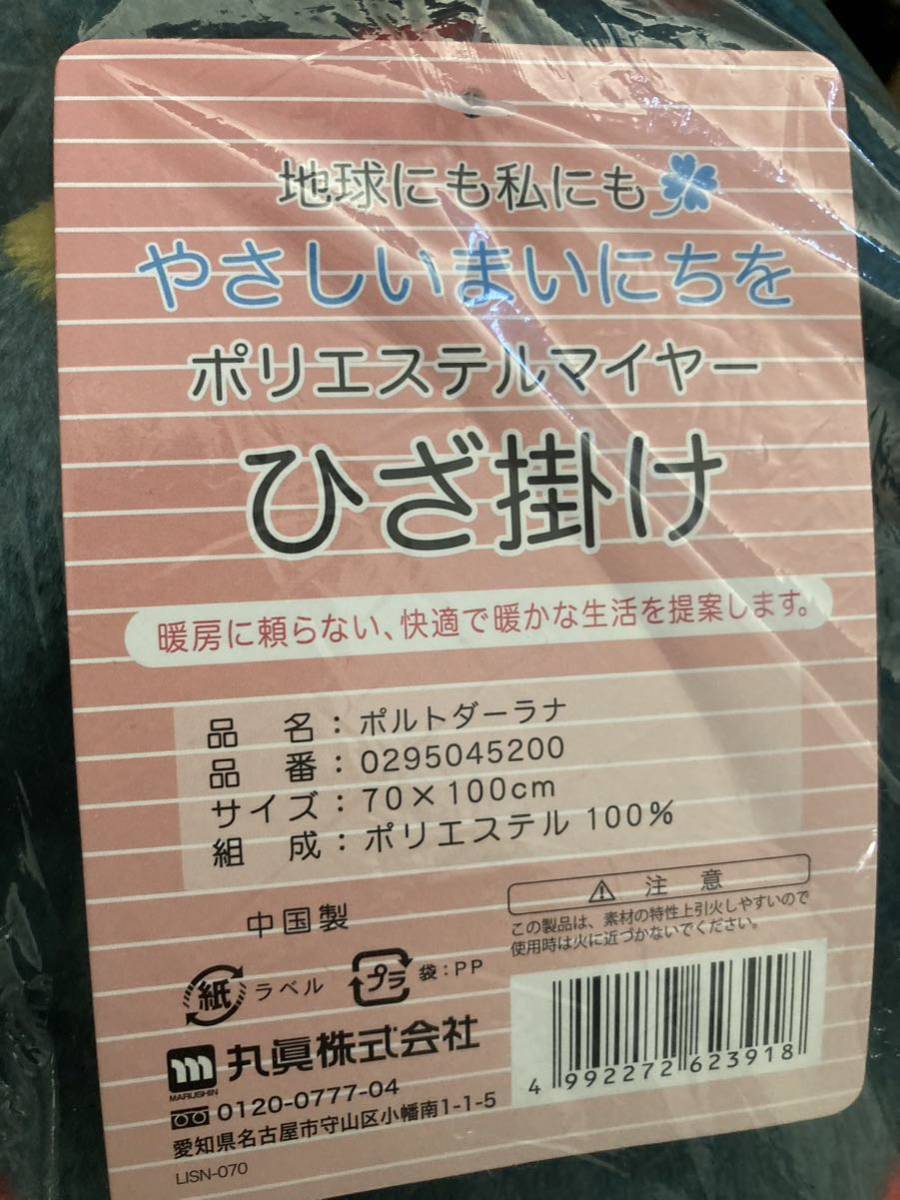 地球にも私にも
やさしいまいにちを
ポリエステルマイヤー
ひざ掛け
暖房に頼らない、快適で暖かな生活を提案します。
品 名：ポルトダーラナ
品 番：0295045200
サイズ：70×100cm
組 成：ポリエステル 100%
中国製
⚠ 注 意
この製品は、素材の特性上引火しやすいので
使用時は火に近づかないでください。
紙 ラベル プラ 袋：PP
丸眞株式会社
MARUSHIN
0120-0777-04
愛知県名古屋市守山区小幡南1-1-5
LISN-070
4 992272 623918